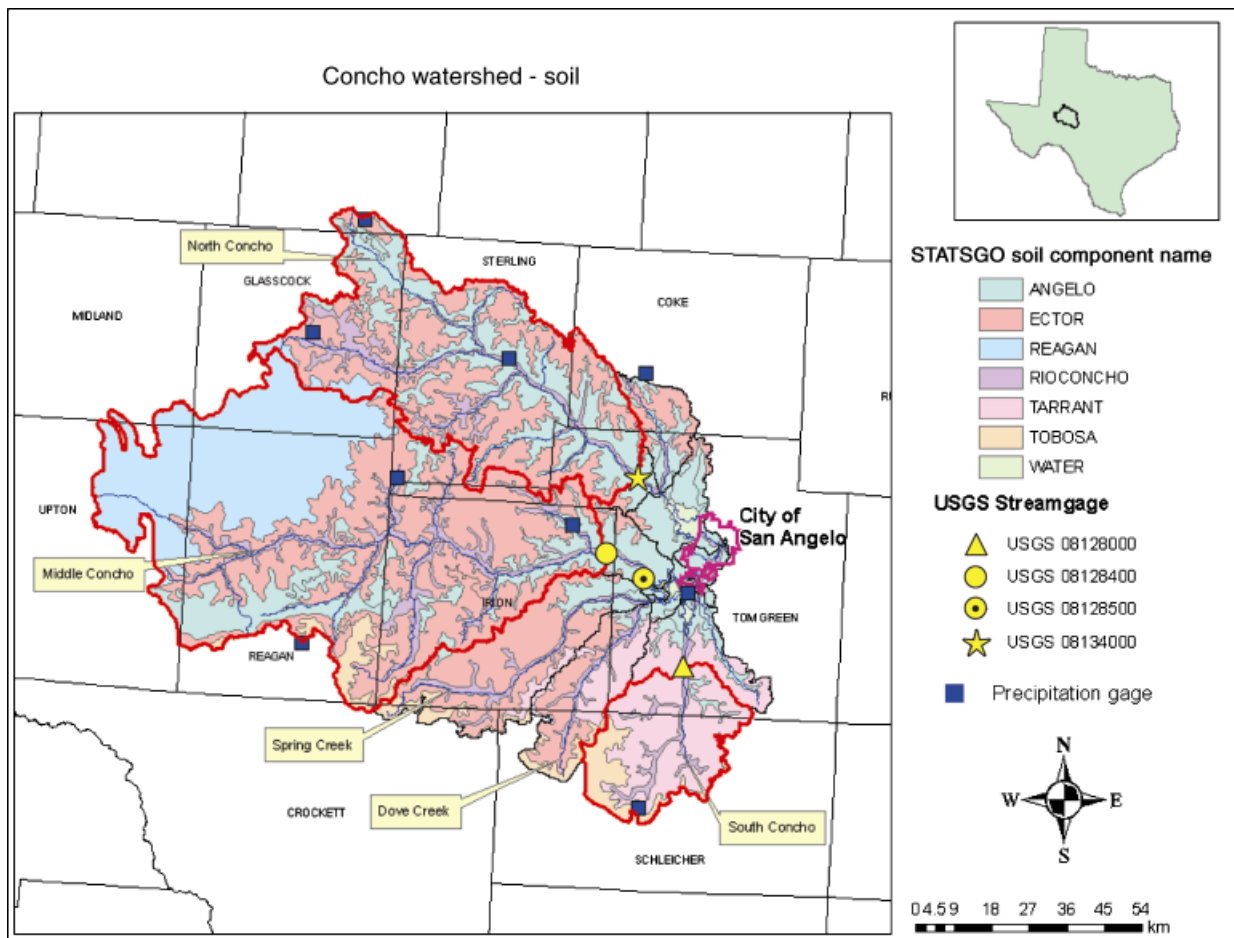 Concho watershed - soil
North Concho
STERLING
GLASSCOCK
COKE
MIDLAND
UPTON
City of
San Angelo
Middle Concho
IRION
TOM GREEN
REAGAN
Spring Creek
Dove Creek
CROCKETT
South Concho
SCHLEICHER
STATSGO soil component name
ANGELO
ECTOR
REAGAN
RIOCONCHO
TARRANT
TOBOSA
WATER
USGS Streamgage
USGS 08128000
USGS 08128400
USGS 08128500
USGS 08134000
Precipitation gage
N
W E
S
0 4.5 9 18 27 36 45 54
km